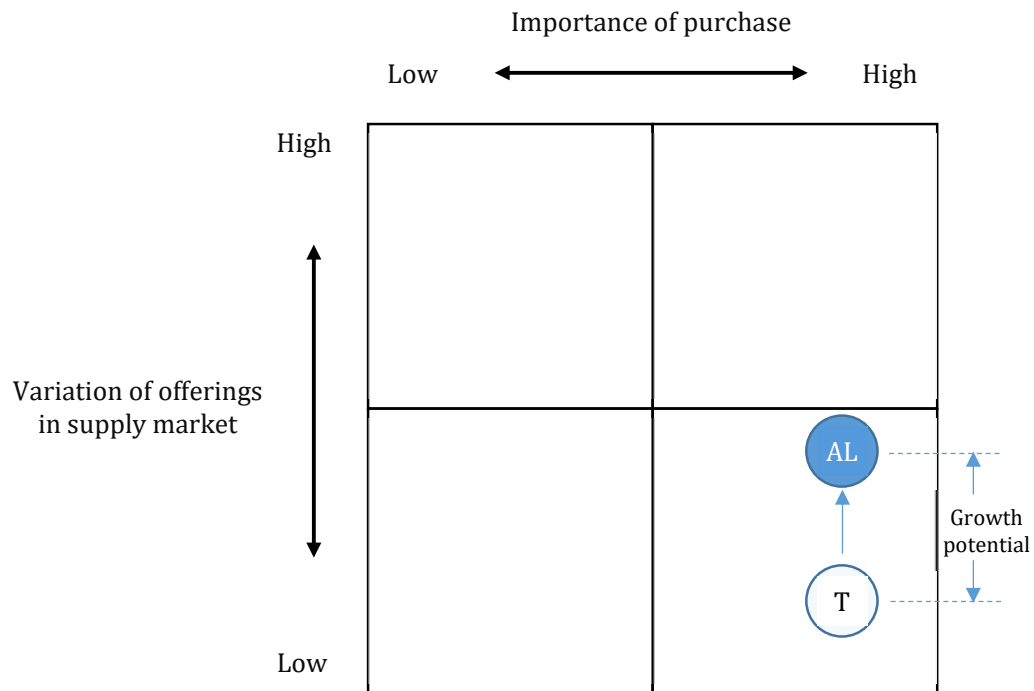 Importance of purchase
Low
High
High
Variation of offerings
in supply market
AL
Growth
potential
T
Low